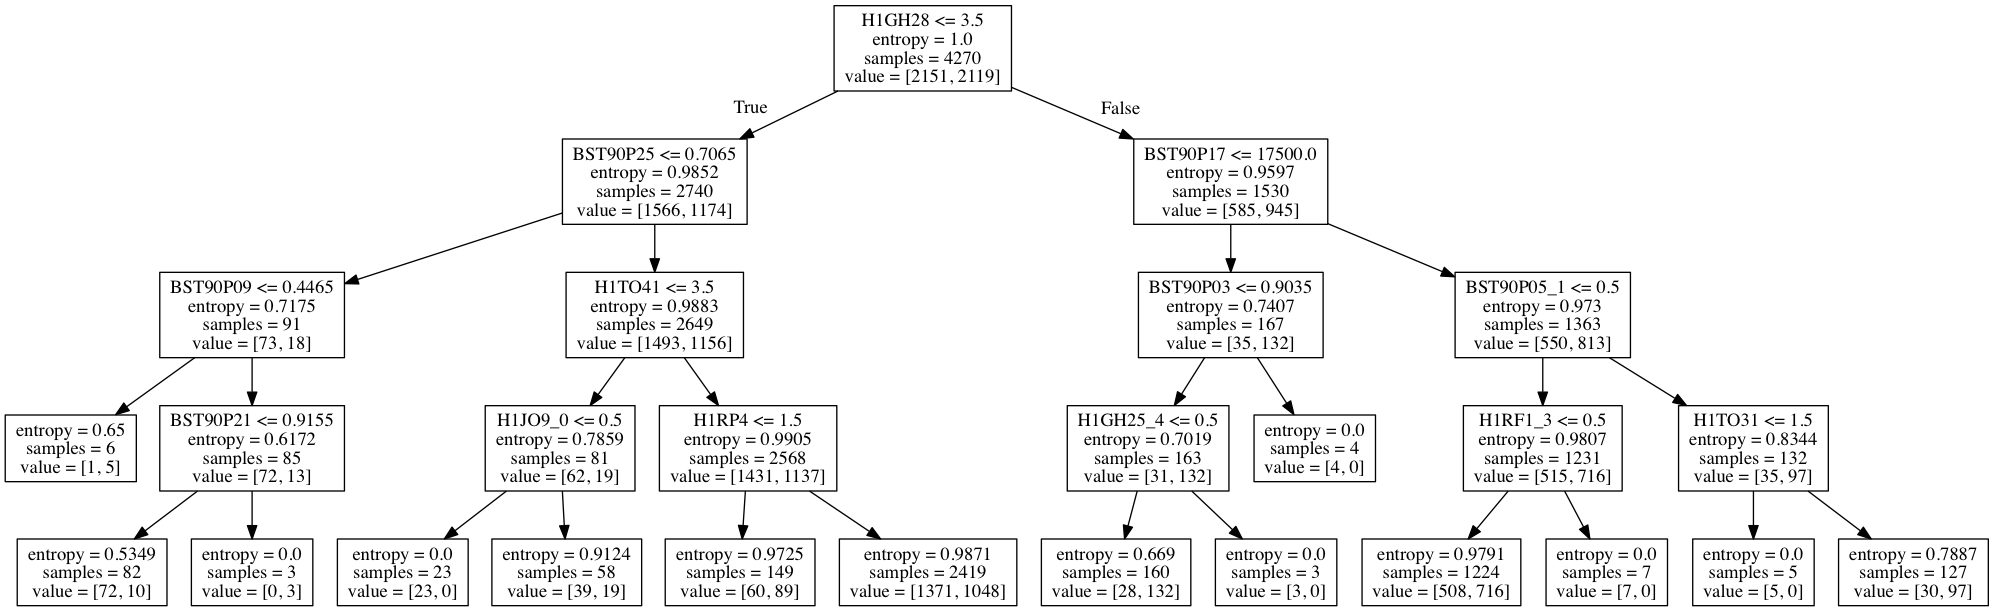 H1GH28 <= 3.5
entropy = 1.0
samples = 4270
value = [2151, 2119]
True
False
BST90P25 <= 0.7065
entropy = 0.9852
samples = 2740
value = [1566, 1174]
BST90P17 <= 17500.0
entropy = 0.9597
samples = 1530
value = [585, 945]
BST90P09 <= 0.4465
entropy = 0.7175
samples = 91
value = [73, 18]
H1TO41 <= 3.5
entropy = 0.9883
samples = 2649
value = [1493, 1156]
BST90P03 <= 0.9035
entropy = 0.7407
samples = 167
value = [35, 132]
BST90P05_1 <= 0.5
entropy = 0.973
samples = 1363
value = [550, 813]
entropy = 0.65
samples = 6
value = [1, 5]
BST90P21 <= 0.9155
entropy = 0.6172
samples = 85
value = [72, 13]
H1JO9_0 <= 0.5
entropy = 0.7859
samples = 81
value = [62, 19]
H1RP4 <= 1.5
entropy = 0.9905
samples = 2568
value = [1431, 1137]
H1GH25_4 <= 0.5
entropy = 0.7019
samples = 163
value = [31, 132]
entropy = 0.0
samples = 4
value = [4, 0]
H1RF1_3 <= 0.5
entropy = 0.9807
samples = 1231
value = [515, 716]
H1TO31 <= 1.5
entropy = 0.8344
samples = 132
value = [35, 97]
entropy = 0.5349
samples = 82
value = [72, 10]
entropy = 0.0
samples = 3
value = [0, 3]
entropy = 0.0
samples = 23
value = [23, 0]
entropy = 0.9124
samples = 58
value = [39, 19]
entropy = 0.9725
samples = 149
value = [60, 89]
entropy = 0.9871
samples = 2419
value = [1371, 1048]
entropy = 0.669
samples = 160
value = [28, 132]
entropy = 0.0
samples = 3
value = [3, 0]
entropy = 0.9791
samples = 1224
value = [508, 716]
entropy = 0.0
samples = 7
value = [7, 0]
entropy = 0.0
samples = 5
value = [5, 0]
entropy = 0.7887
samples = 127
value = [30, 97]